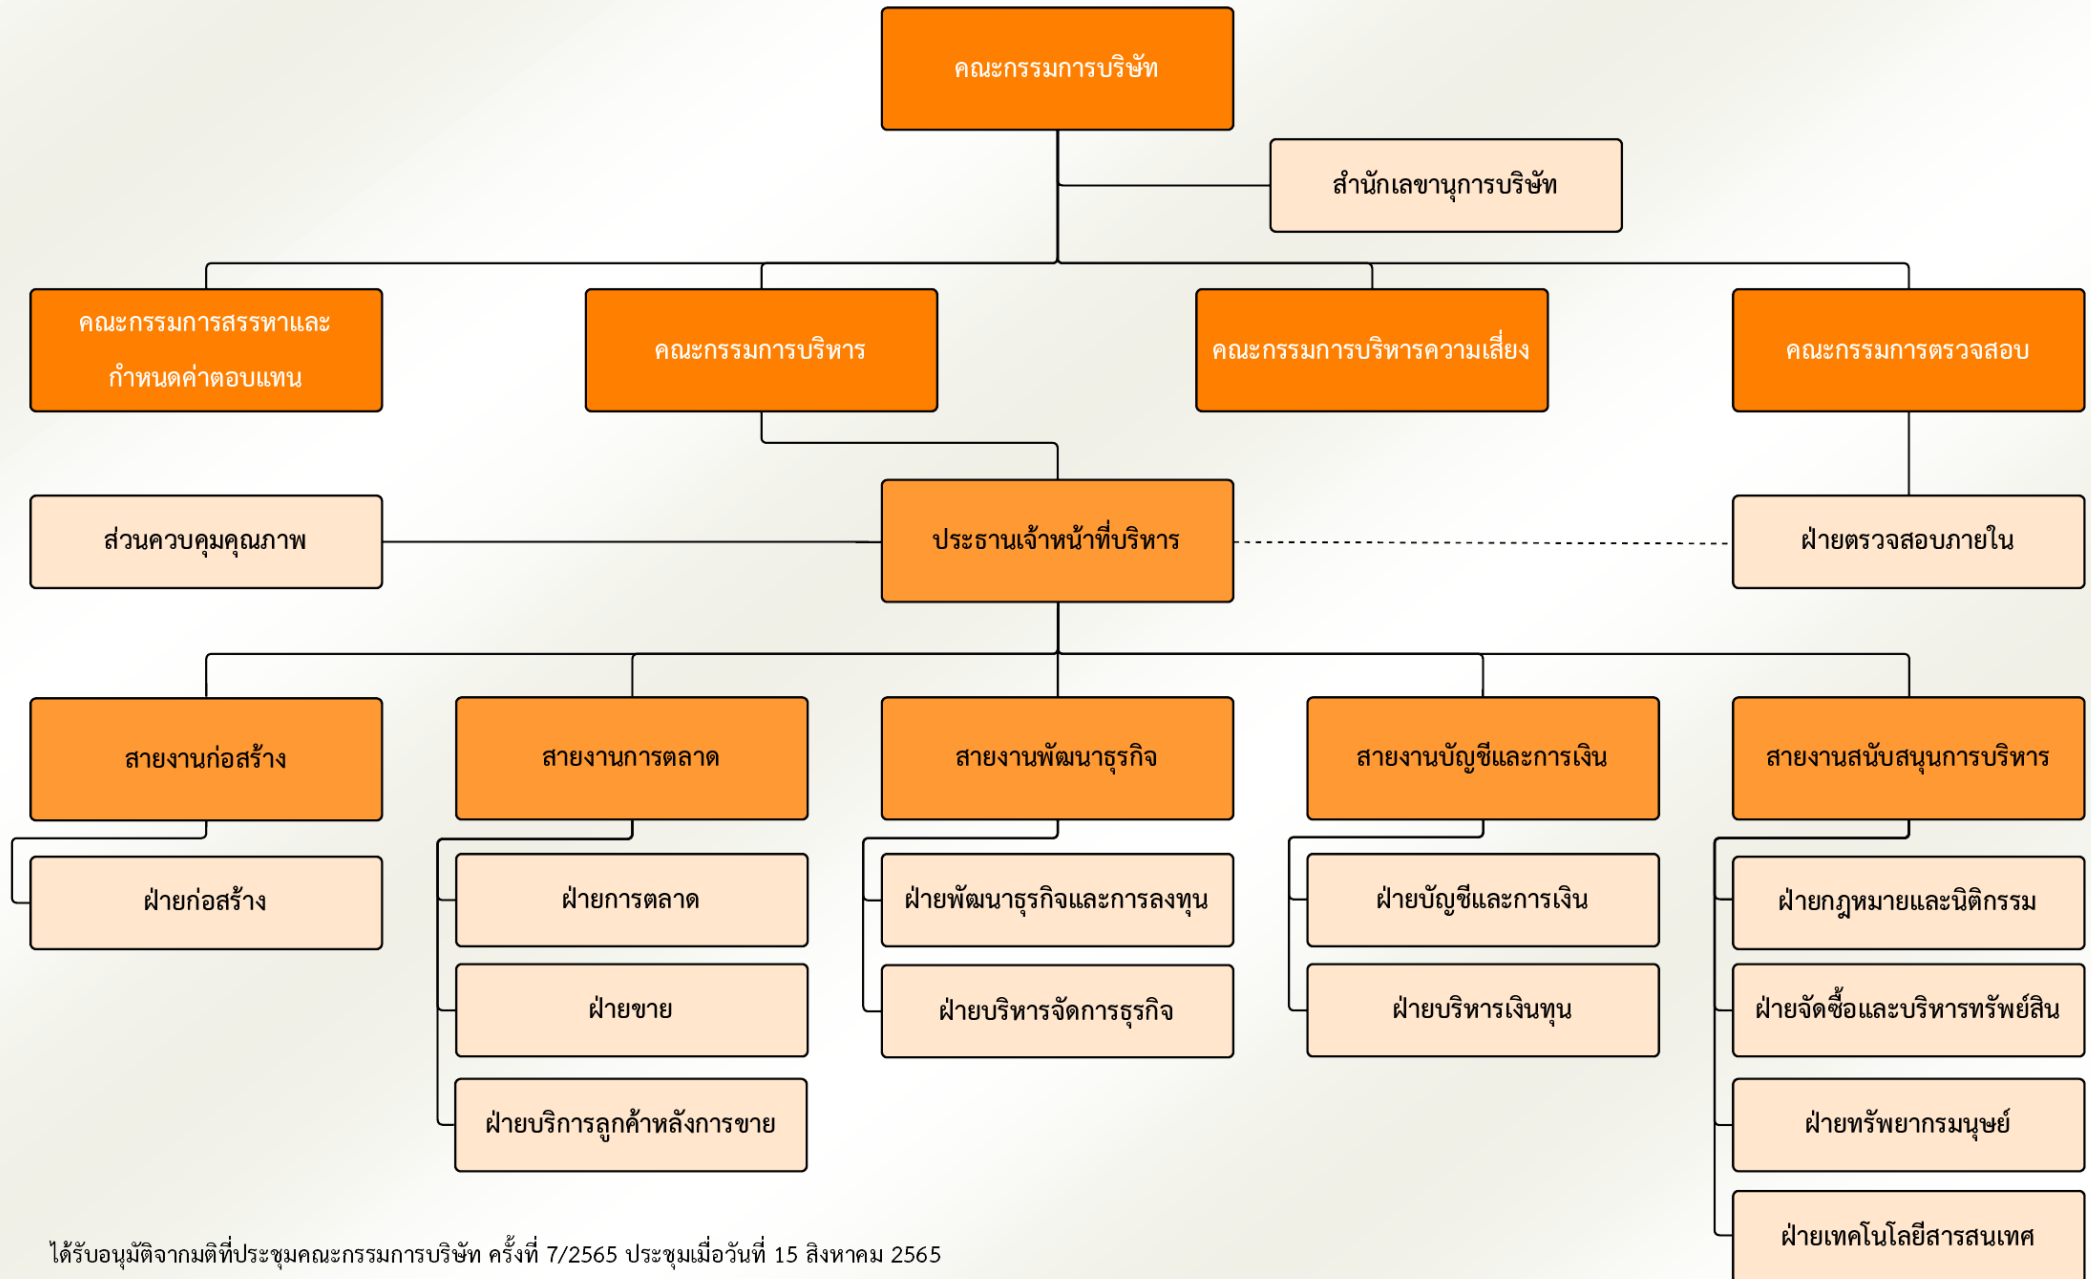 คณะกรรมการบริษัท
สำนักเลขานุการบริษัท
คณะกรรมการสรรหาและ
กำหนดค่าตอบแทน
คณะกรรมการบริหาร
คณะกรรมการบริหารความเสี่ยง
คณะกรรมการตรวจสอบ
ส่วนควบคุมคุณภาพ
ประธานเจ้าหน้าที่บริหาร
ฝ่ายตรวจสอบภายใน
สายงานก่อสร้าง
สายงานการตลาด
สายงานพัฒนาธุรกิจ
สายงานบัญชีและการเงิน
สายงานสนับสนุนการบริหาร
ฝ่ายก่อสร้าง
ฝ่ายการตลาด
ฝ่ายพัฒนาธุรกิจและการลงทุน
ฝ่ายบัญชีและการเงิน
ฝ่ายกฎหมายและนิติกรรม
ฝ่ายขาย
ฝ่ายบริหารจัดการธุรกิจ
ฝ่ายบริหารเงินทุน
ฝ่ายจัดซื้อและบริหารทรัพย์สิน
ฝ่ายบริการลูกค้าหลังการขาย
ฝ่ายทรัพยากรมนุษย์
ฝ่ายเทคโนโลยีสารสนเทศ
ได้รับอนุมัติจากมติที่ประชุมคณะกรรมการบริษัท ครั้งที่ 7/2565 ประชุมเมื่อวันที่ 15 สิงหาคม 2565